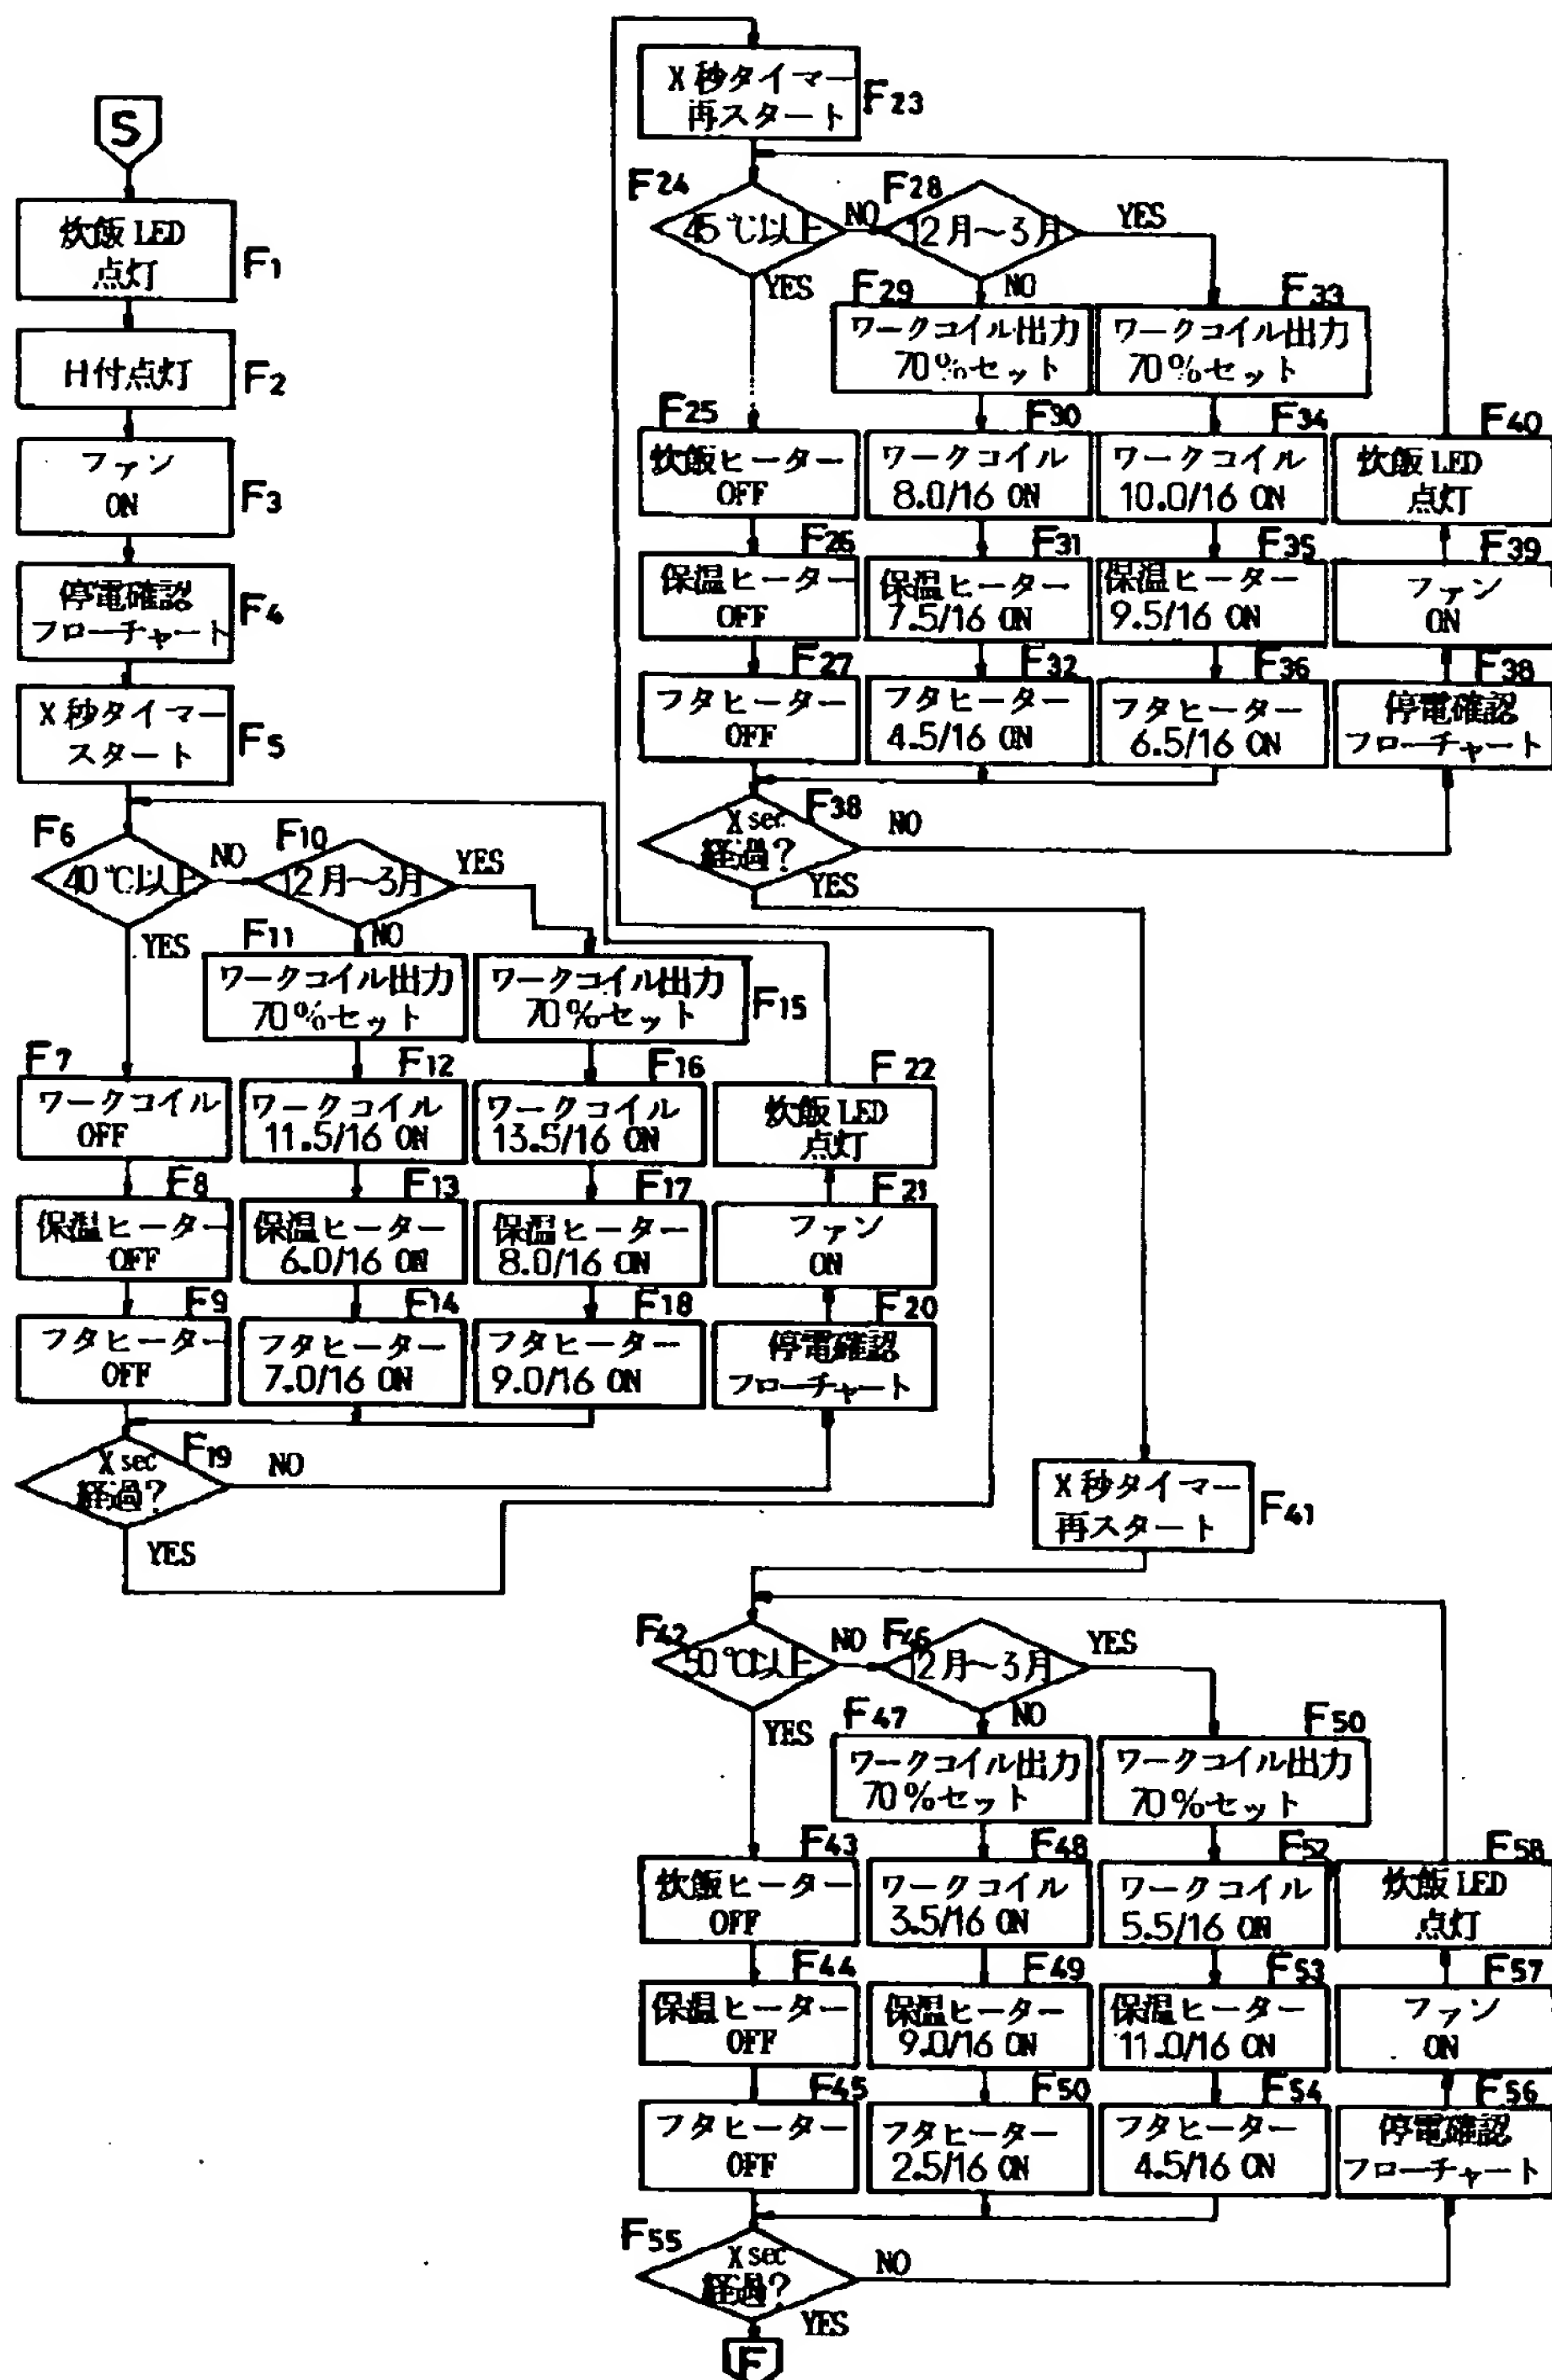 S
炊飯 LED
点灯
F1
H付点灯
F2
ファン
ON
F3
停電確認
フローチャート
F4
X 秒タイマー
スタート
F5
F6
40℃以上
NO
YES
F10
12月〜3月
YES
NO
F11
ワークコイル出力
70%セット
ワークコイル出力
70%セット
F15
F7
ワークコイル
OFF
F12
ワークコイル
11.5/16 ON
F16
ワークコイル
13.5/16 ON
F22
炊飯 LED
点灯
F8
保温ヒーター
OFF
F13
保温ヒーター
6.0/16 ON
F17
保温ヒーター
8.0/16 ON
F21
ファン
ON
F9
フタヒーター
OFF
F14
フタヒーター
7.0/16 ON
F18
フタヒーター
9.0/16 ON
F20
停電確認
フローチャート
F19
X sec
経過?
NO
YES
X 秒タイマー
再スタート
F23
F24
45℃以上
NO
YES
F28
12月〜3月
YES
NO
F29
ワークコイル出力
70%セット
F33
ワークコイル出力
70%セット
F25
炊飯ヒーター
OFF
F30
ワークコイル
8.0/16 ON
F34
ワークコイル
10.0/16 ON
F40
炊飯 LED
点灯
F26
保温ヒーター
OFF
F31
保温ヒーター
7.5/16 ON
F35
保温ヒーター
9.5/16 ON
F39
ファン
ON
F27
フタヒーター
OFF
F32
フタヒーター
4.5/16 ON
F36
フタヒーター
6.5/16 ON
F38
停電確認
フローチャート
F38
X sec
経過?
NO
YES
X 秒タイマー
再スタート
F41
F42
50℃以上
NO
YES
F46
12月〜3月
YES
NO
F47
ワークコイル出力
70%セット
F50
ワークコイル出力
70%セット
F43
炊飯ヒーター
OFF
F48
ワークコイル
3.5/16 ON
F52
ワークコイル
5.5/16 ON
F58
炊飯 LED
点灯
F44
保温ヒーター
OFF
F49
保温ヒーター
9.0/16 ON
F53
保温ヒーター
11.0/16 ON
F57
ファン
ON
F45
フタヒーター
OFF
F50
フタヒーター
2.5/16 ON
F54
フタヒーター
4.5/16 ON
F56
停電確認
フローチャート
F55
X sec
経過?
NO
YES
F